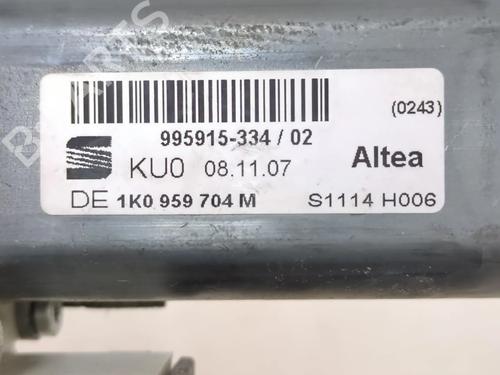 (0243)
995915-334 / 02
KU0 08.11.07 Altea
DE 1K0 959 704 M S1114 H006